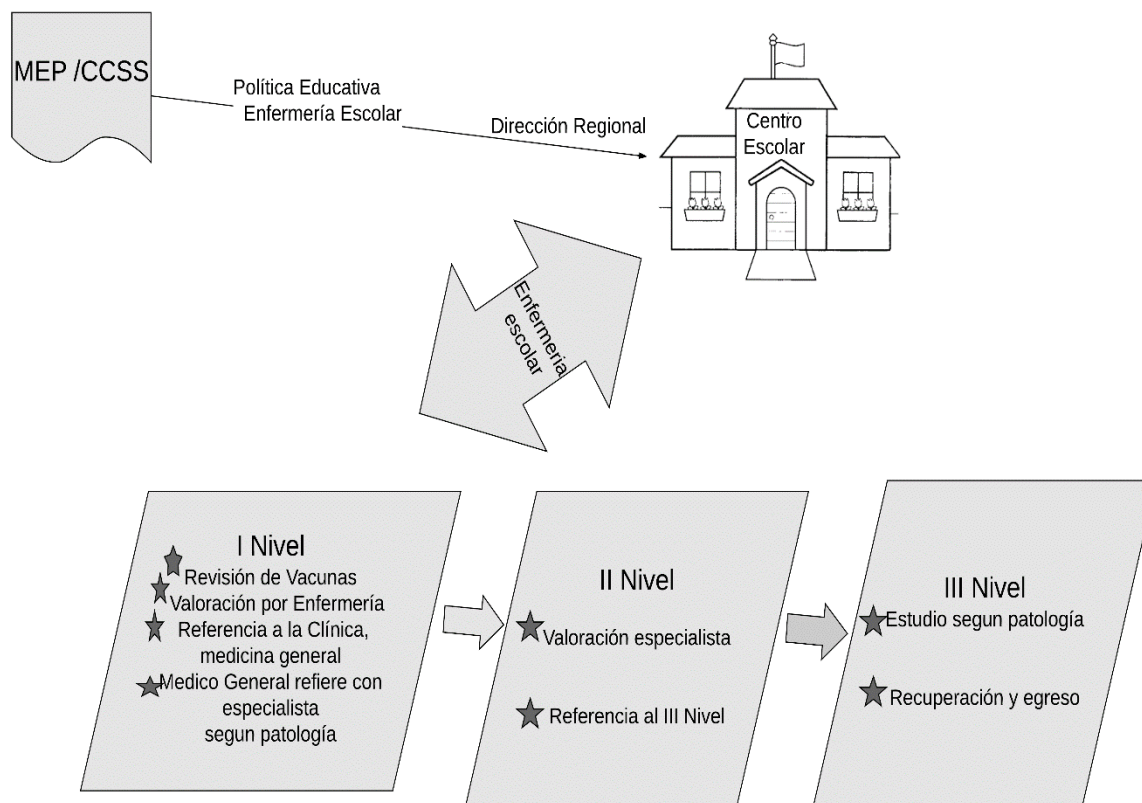 MEP /CCSS
Política Educativa
Enfermería Escolar
Dirección Regional
Centro
Escolar
Enfermeria
escolar
I Nivel
Revisión de Vacunas
Valoración por Enfermería
Referencia a la Clínica,
medicina general
Medico General refiere con
especialista
segun patología
II Nivel
Valoración especialista
Referencia al III Nivel
III Nivel
Estudio segun patología
Recuperación y egreso